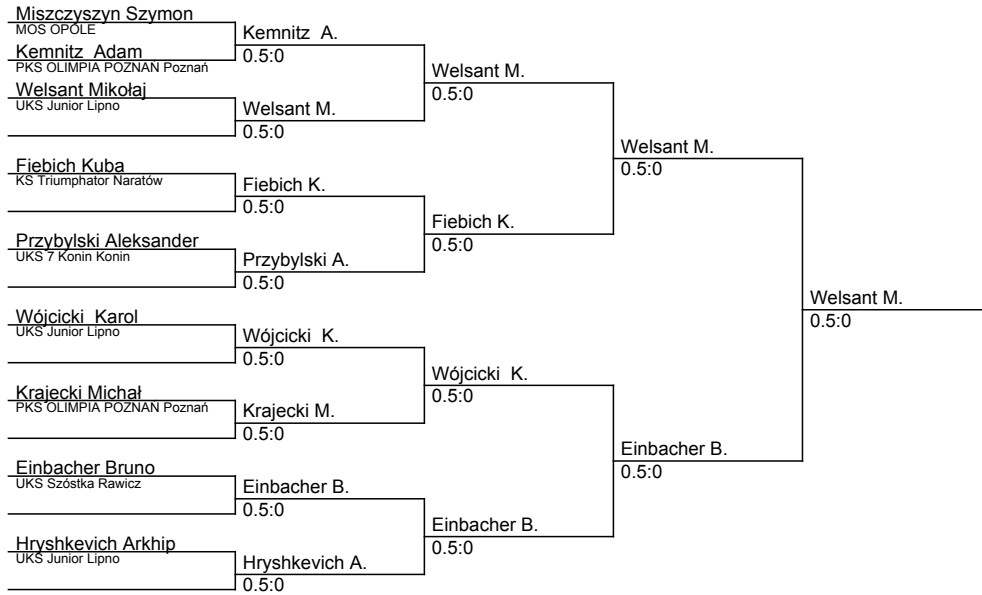 Miszczyszyn Szymon
MOS OPOLE
Kemnitz  Adam
PKS OLIMPIA POZNAŃ Poznań
Welsant Mikołaj
UKS Junior Lipno
Fiebich Kuba
KS Triumphator Naratów
Przybylski Aleksander
UKS 7 Konin Konin
Wójcicki  Karol
UKS Junior Lipno
Krajecki Michał
PKS OLIMPIA POZNAŃ Poznań
Einbacher Bruno
UKS Szóstka Rawicz
Hryshkevich Arkhip
UKS Junior Lipno
Kemnitz  A.
0.5:0
Welsant M.
0.5:0
Fiebich K.
0.5:0
Przybylski A.
0.5:0
Wójcicki  K.
0.5:0
Krajecki M.
0.5:0
Einbacher B.
0.5:0
Hryshkevich A.
0.5:0
Welsant M.
0.5:0
Fiebich K.
0.5:0
Wójcicki  K.
0.5:0
Einbacher B.
0.5:0
Welsant M.
0.5:0
Einbacher B.
0.5:0
Welsant M.
0.5:0